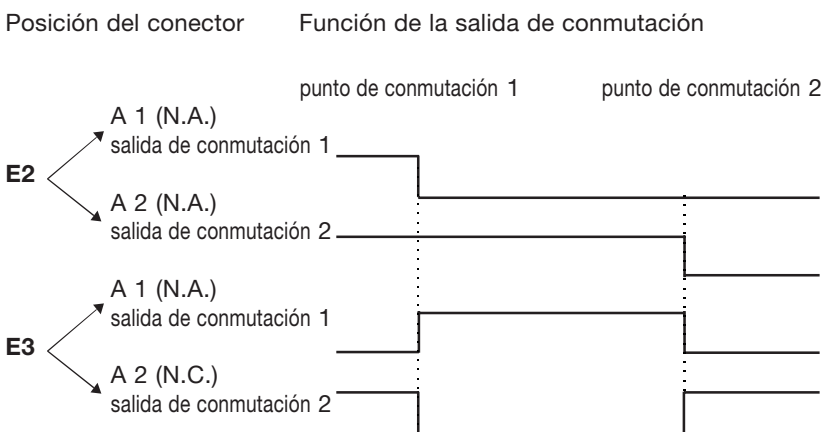 Posición del conector Función de la salida de conmutación
punto de conmutación 1 punto de conmutación 2
A 1 (N.A.)
salida de conmutación 1
E2
A 2 (N.A.)
salida de conmutación 2
A 1 (N.A.)
salida de conmutación 1
E3
A 2 (N.C.)
salida de conmutación 2